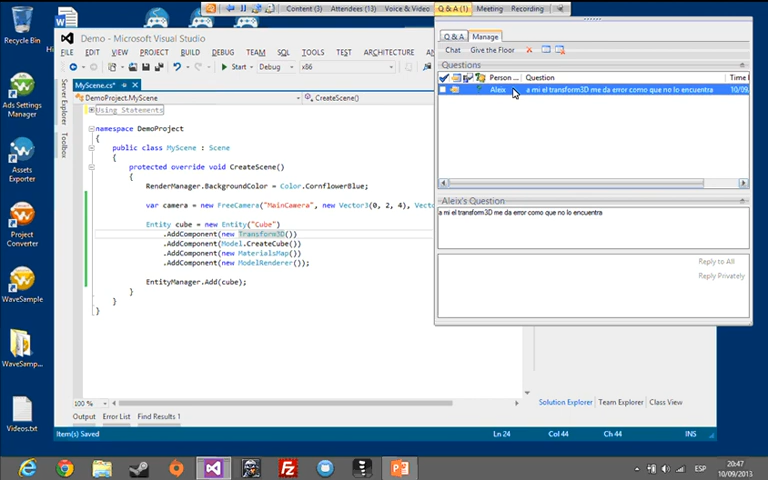 Content (3)
Attendees (13)
Voice & Video
Q & A (1)
Meeting
Recording
Recycle Bin
Ads Settings
Manager
Assets
Exporter
Project
Converter
WaveSample
WaveSam...
Videos.txt
Demo - Microsoft Visual Studio
FILE EDIT VIEW PROJECT BUILD DEBUG TEAM SQL TOOLS TEST ARCHITECTURE
Start Debug x86
Server Explorer
Toolbox
MyScene.cs*
DemoProject.MyScene
CreateScene()
Using Statements
namespace DemoProject
{
public class MyScene : Scene
{
protected override void CreateScene()
{
RenderManager.BackgroundColor = Color.CornflowerBlue;
var camera = new FreeCamera("MainCamera", new Vector3(0, 2, 4), Vect
Entity cube = new Entity("Cube")
.AddComponent(new Transform3D())
.AddComponent(Model.CreateCube())
.AddComponent(new MaterialsMap())
.AddComponent(new ModelRenderer());
EntityManager.Add(cube);
}
}
}
100 %
Output Error List Find Results 1
Solution Explorer Team Explorer Class View
Item(s) Saved
Ln 24 Col 44 Ch 44 INS
Q & A Manage
Chat Give the Floor
Questions
Person ... Question Time
Aleix a mi el transform3D me da error como que no lo encuentra 10/09
Aleix's Question
a mi el transform3D me da error como que no lo encuentra
Reply to All
Reply Privately
ESP
20:47
10/09/2013